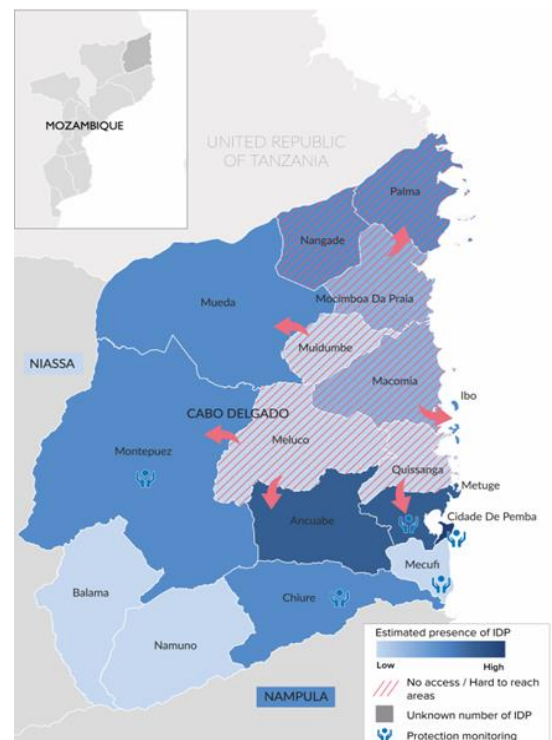 MOZAMBIQUE
UNITED REPUBLIC
OF TANZANIA
Palma
Nangade
Mueda
Mocimboa Da Praia
Muidumbe
NIASSA
Macomia
Ibo
CABO DELGADO
Meluco
Montepuez
Quissanga
Metuge
Ancuabe
Cidade De Pemba
Mecufi
Balama
Chiure
Namuno
NAMPULA
Estimated presence of IDP
Low High
No access / Hard to reach
areas
Unknown number of IDP
Protection monitoring